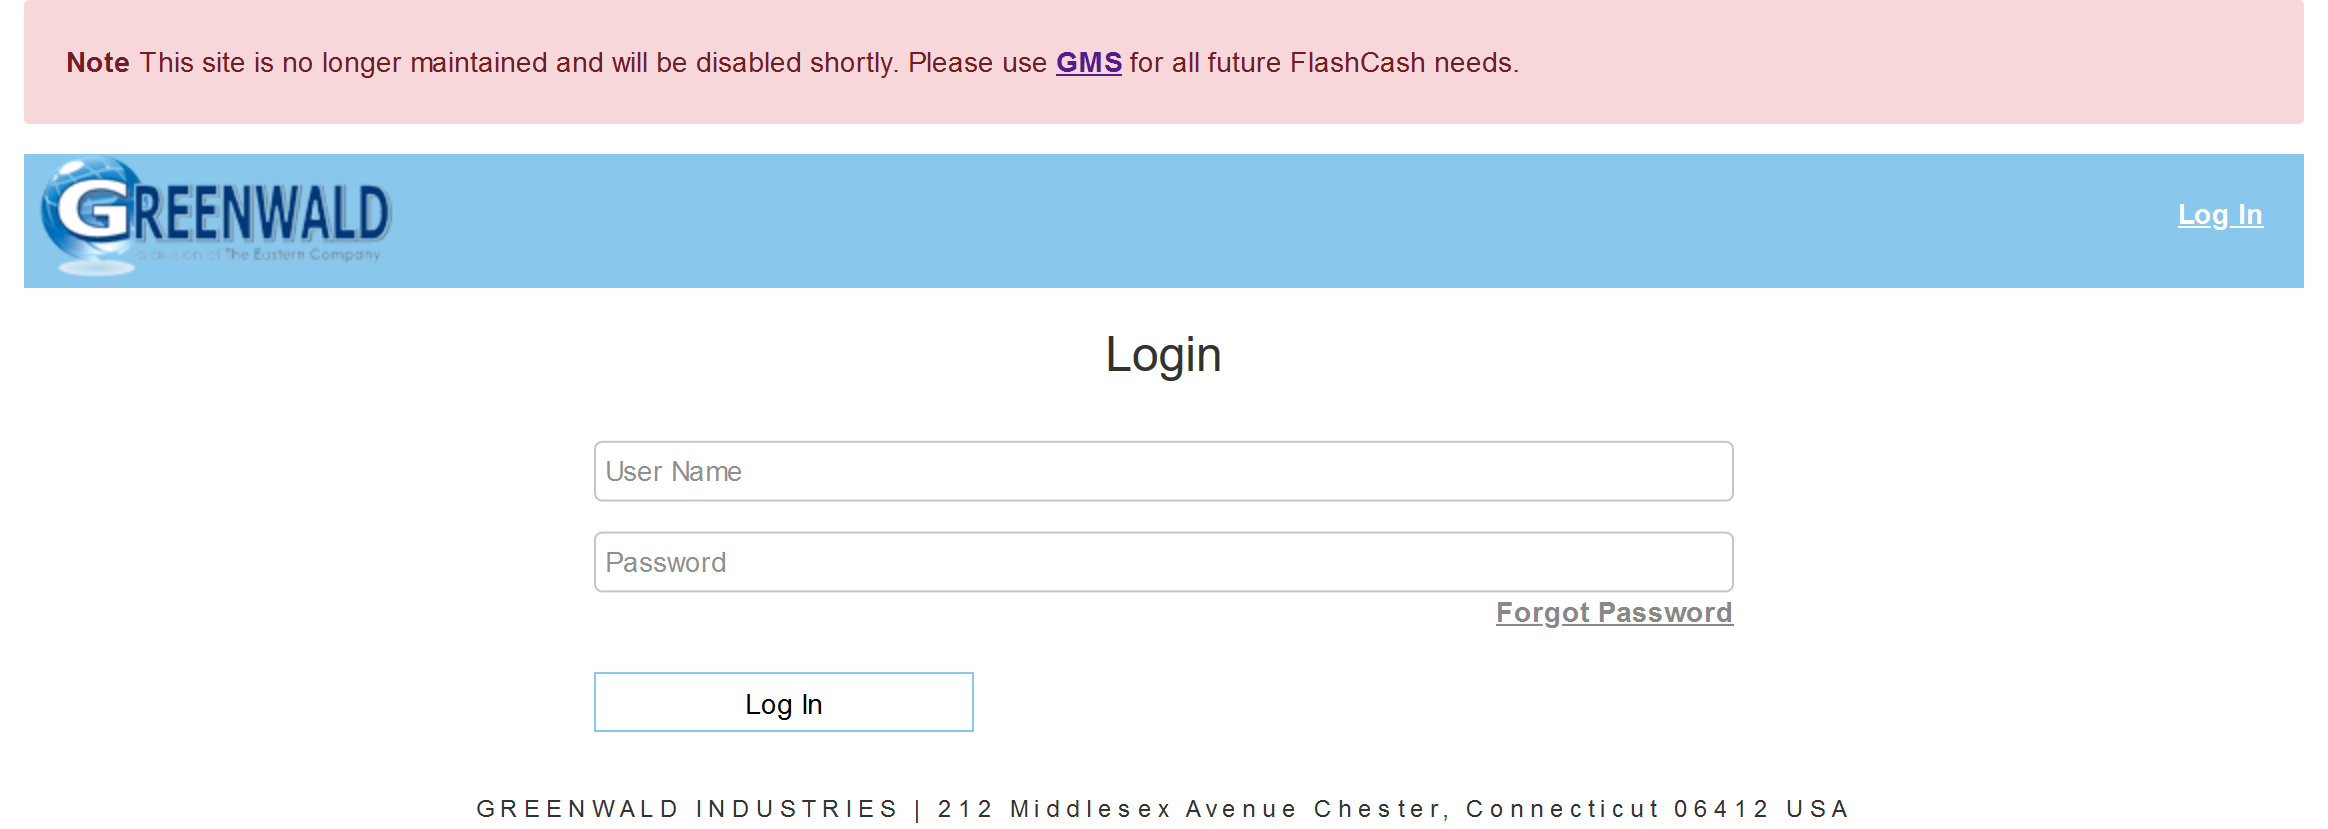 Note This site is no longer maintained and will be disabled shortly. Please use GMS for all future FlashCash needs.
GREENWALD
a division of The Eastern Company
Log In
Login
User Name
Password
Forgot Password
Log In
GREENWALD INDUSTRIES | 212 Middlesex Avenue Chester, Connecticut 06412 USA